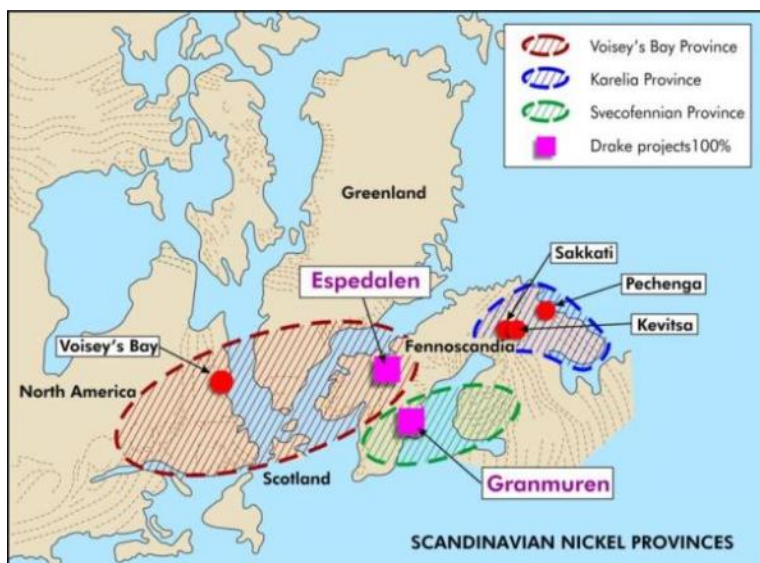 Voisey's Bay Province
Karelia Province
Svecofennian Province
Drake projects100%
Greenland
Sakkati
Espedalen
Pechenga
Voisey's Bay
Fennoscandia
Kevitsa
North America
Scotland
Granmuren
SCANDINAVIAN NICKEL PROVINCES